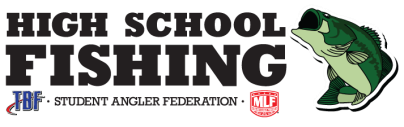 HIGH SCHOOL
FISHING
TBF · STUDENT ANGLER FEDERATION · MLF